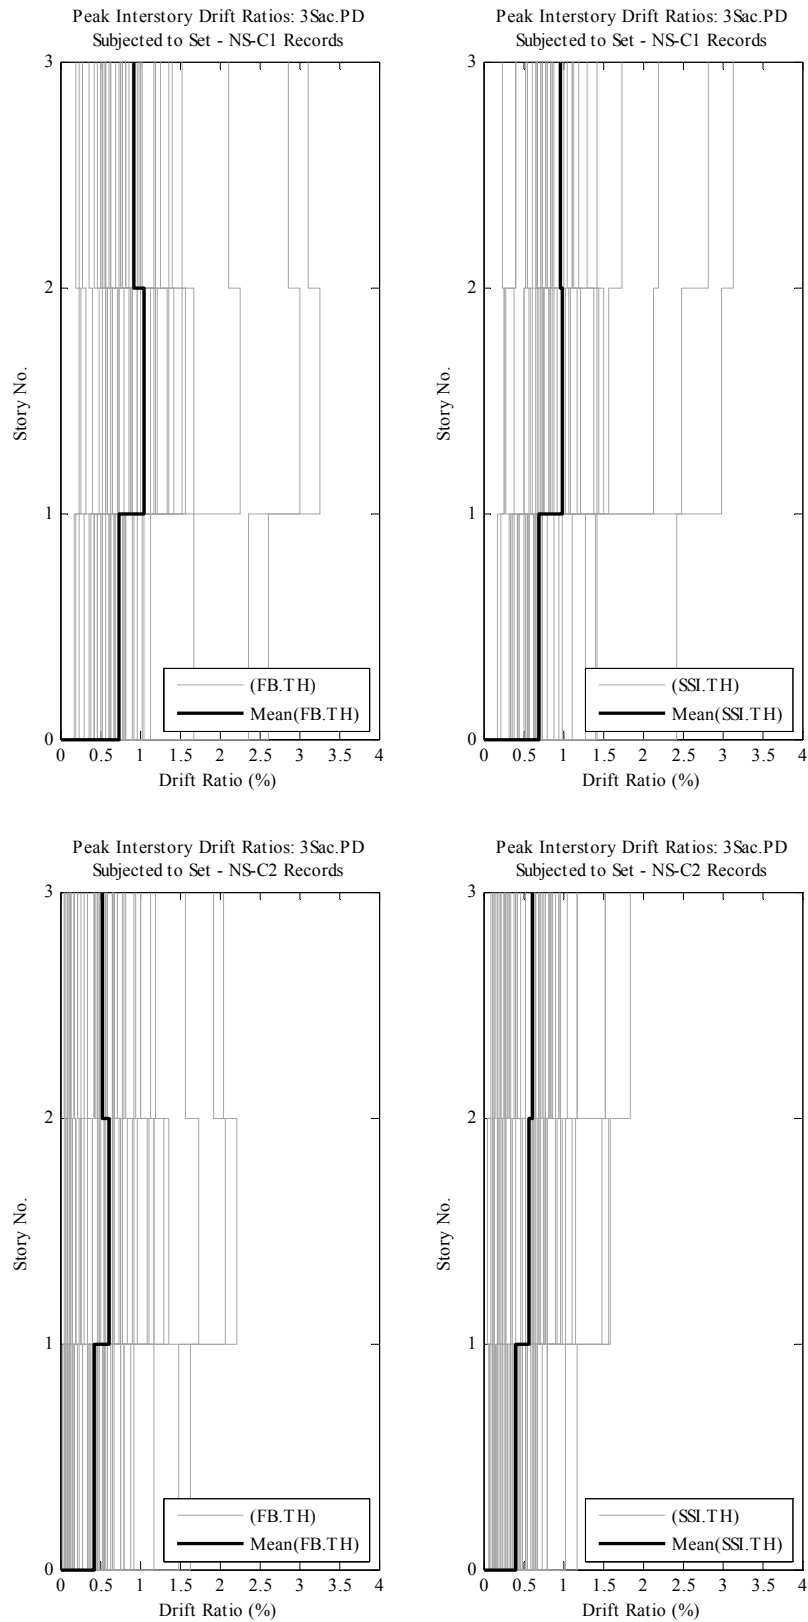 Peak Interstory Drift Ratios: 3Sac.PD
Subjected to Set - NS-C1 Records
3
2
1
0
Story No.
0 0.5 1 1.5 2 2.5 3 3.5 4
Drift Ratio (%)
(FB.TH)
Mean(FB.TH)
Peak Interstory Drift Ratios: 3Sac.PD
Subjected to Set - NS-C1 Records
3
2
1
0
Story No.
0 0.5 1 1.5 2 2.5 3 3.5 4
Drift Ratio (%)
(SSI.TH)
Mean(SSI.TH)
Peak Interstory Drift Ratios: 3Sac.PD
Subjected to Set - NS-C2 Records
3
2
1
0
Story No.
0 0.5 1 1.5 2 2.5 3 3.5 4
Drift Ratio (%)
(FB.TH)
Mean(FB.TH)
Peak Interstory Drift Ratios: 3Sac.PD
Subjected to Set - NS-C2 Records
3
2
1
0
Story No.
0 0.5 1 1.5 2 2.5 3 3.5 4
Drift Ratio (%)
(SSI.TH)
Mean(SSI.TH)